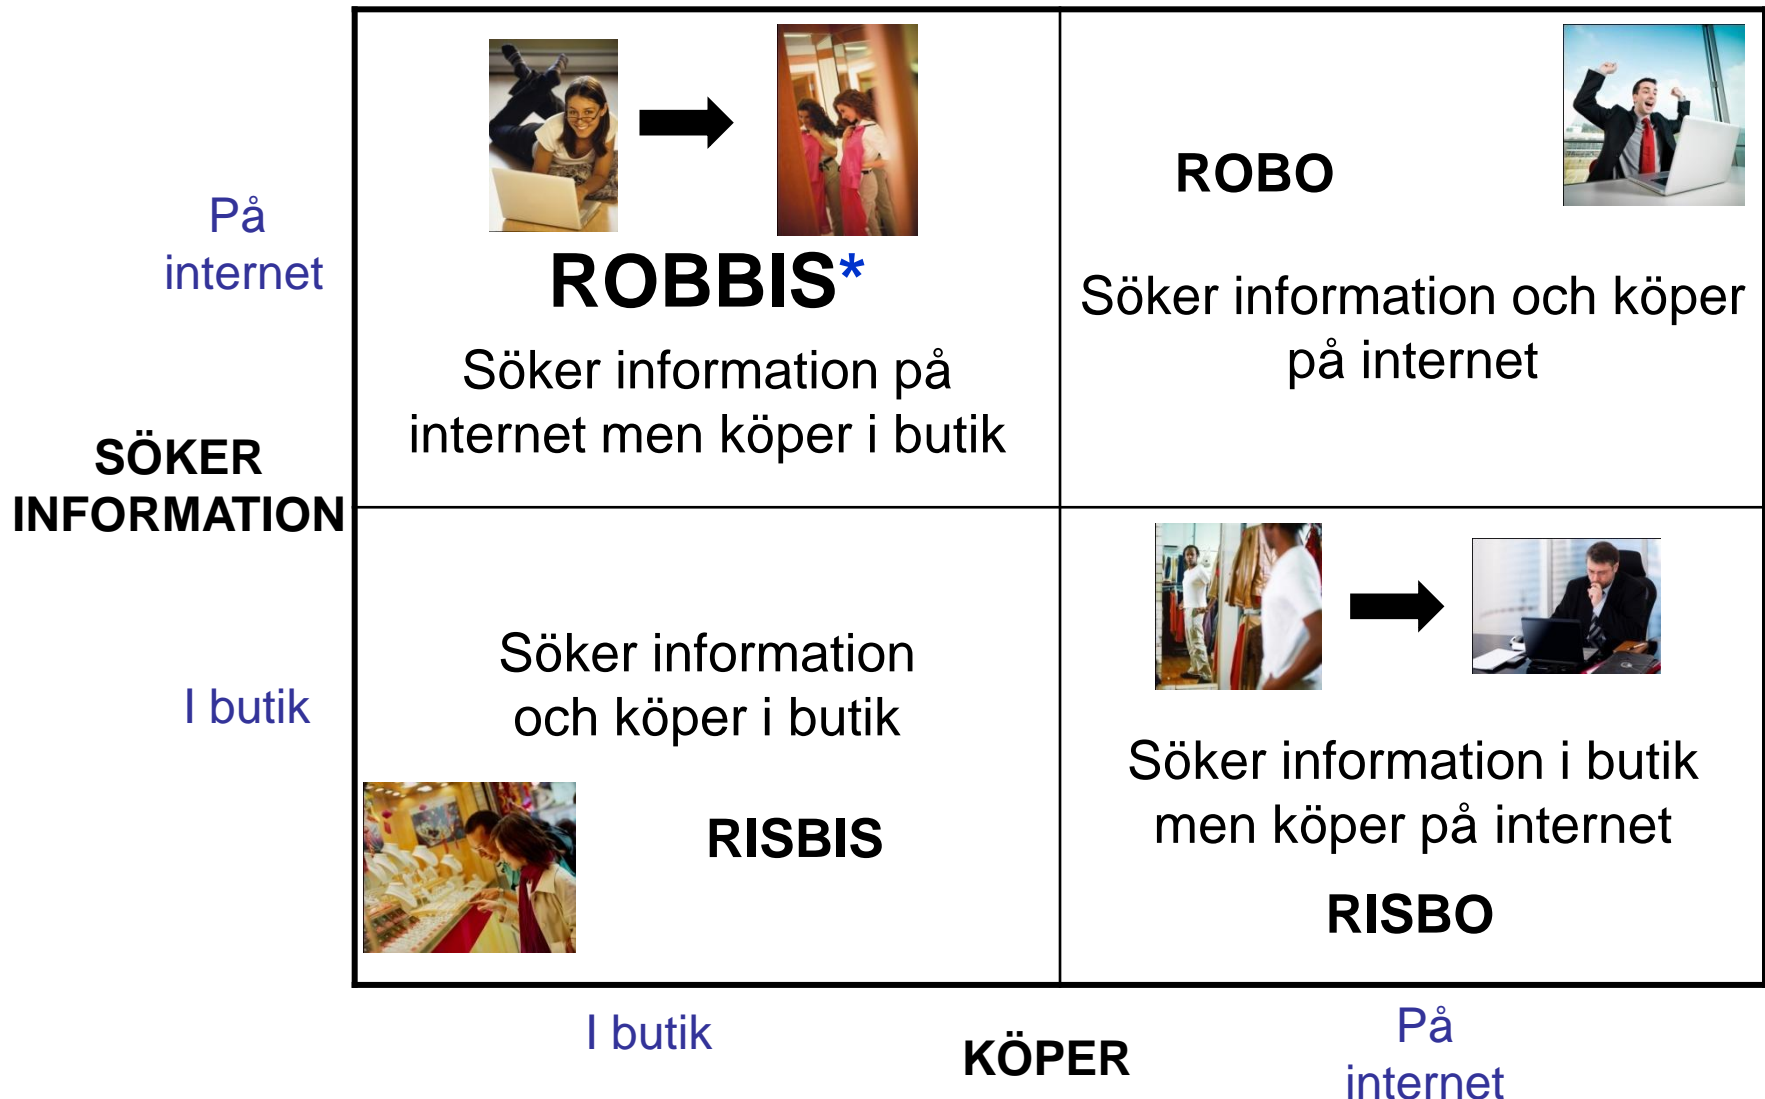 ROBBIS*
Söker information på
internet men köper i butik
ROBO
Söker information och köper
på internet
På
internet
SÖKER
INFORMATION
I butik
Söker information
och köper i butik
RISBIS
Söker information i butik
men köper på internet
RISBO
I butik
KÖPER
På
internet